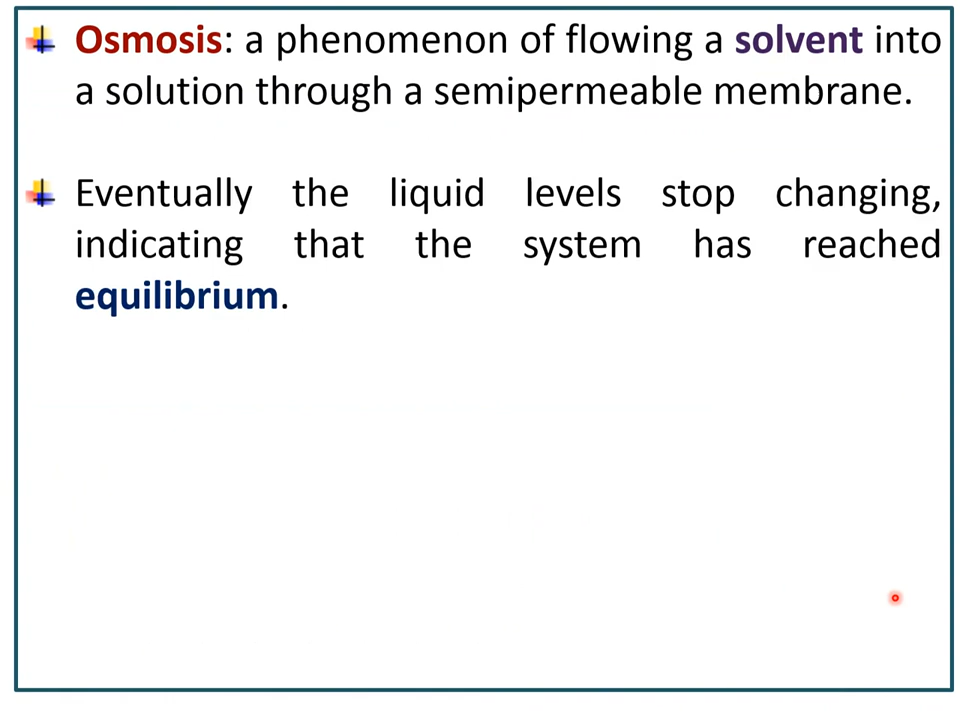 Osmosis: a phenomenon of flowing a solvent into
a solution through a semipermeable membrane.
Eventually the liquid levels stop changing,
indicating that the system has reached
equilibrium.